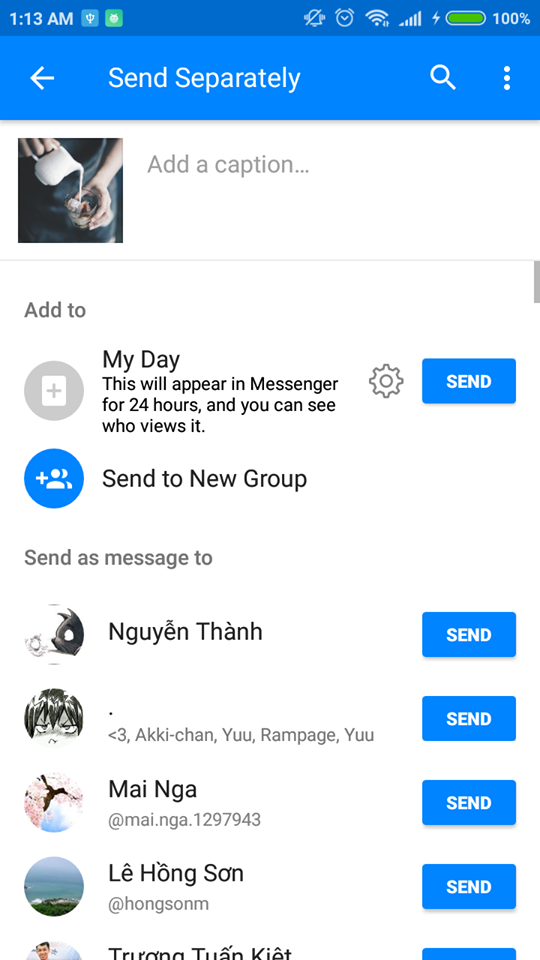 1:13 AM 100%
Send Separately
Add a caption...
Add to
My Day
This will appear in Messenger
for 24 hours, and you can see
who views it.
SEND
Send to New Group
Send as message to
Nguyễn Thành
SEND
.
<3, Akki-chan, Yuu, Rampage, Yuu
SEND
Mai Nga
@mai.nga.1297943
SEND
Lê Hồng Sơn
@hongsonm
SEND
Trương Tuấn Kiệt